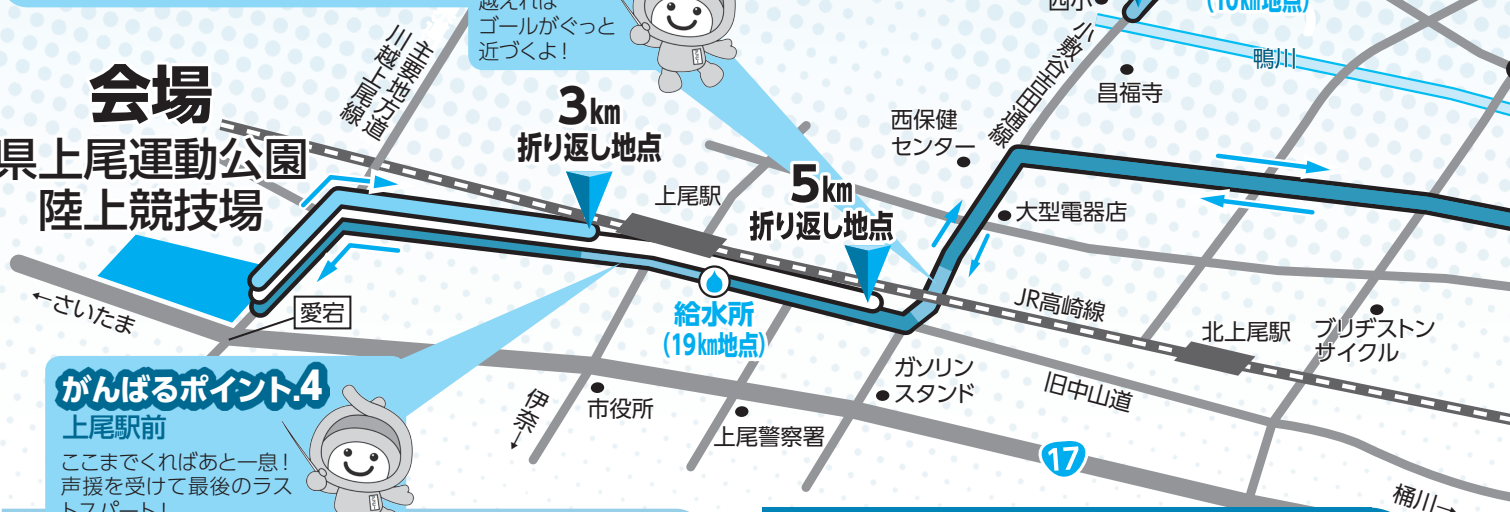 越えれば
ゴールがぐっと
近づくよ！
主要地方道
川越上尾線
会場
県上尾運動公園
陸上競技場
3km
折り返し地点
上尾駅
5km
折り返し地点
西保健
センター
小敷谷吉田通線
(10km地点)
鴨川
昌福寺
大型電器店
←さいたま
愛宕
給水所
(19km地点)
JR高崎線
北上尾駅
ブリヂストン
サイクル
ガソリン
スタンド
旧中山道
市役所
伊奈→
上尾警察署
17
桶川→
がんばるポイント.4
上尾駅前
ここまでくればあと一息！
声援を受けて最後のラス
トスパート！